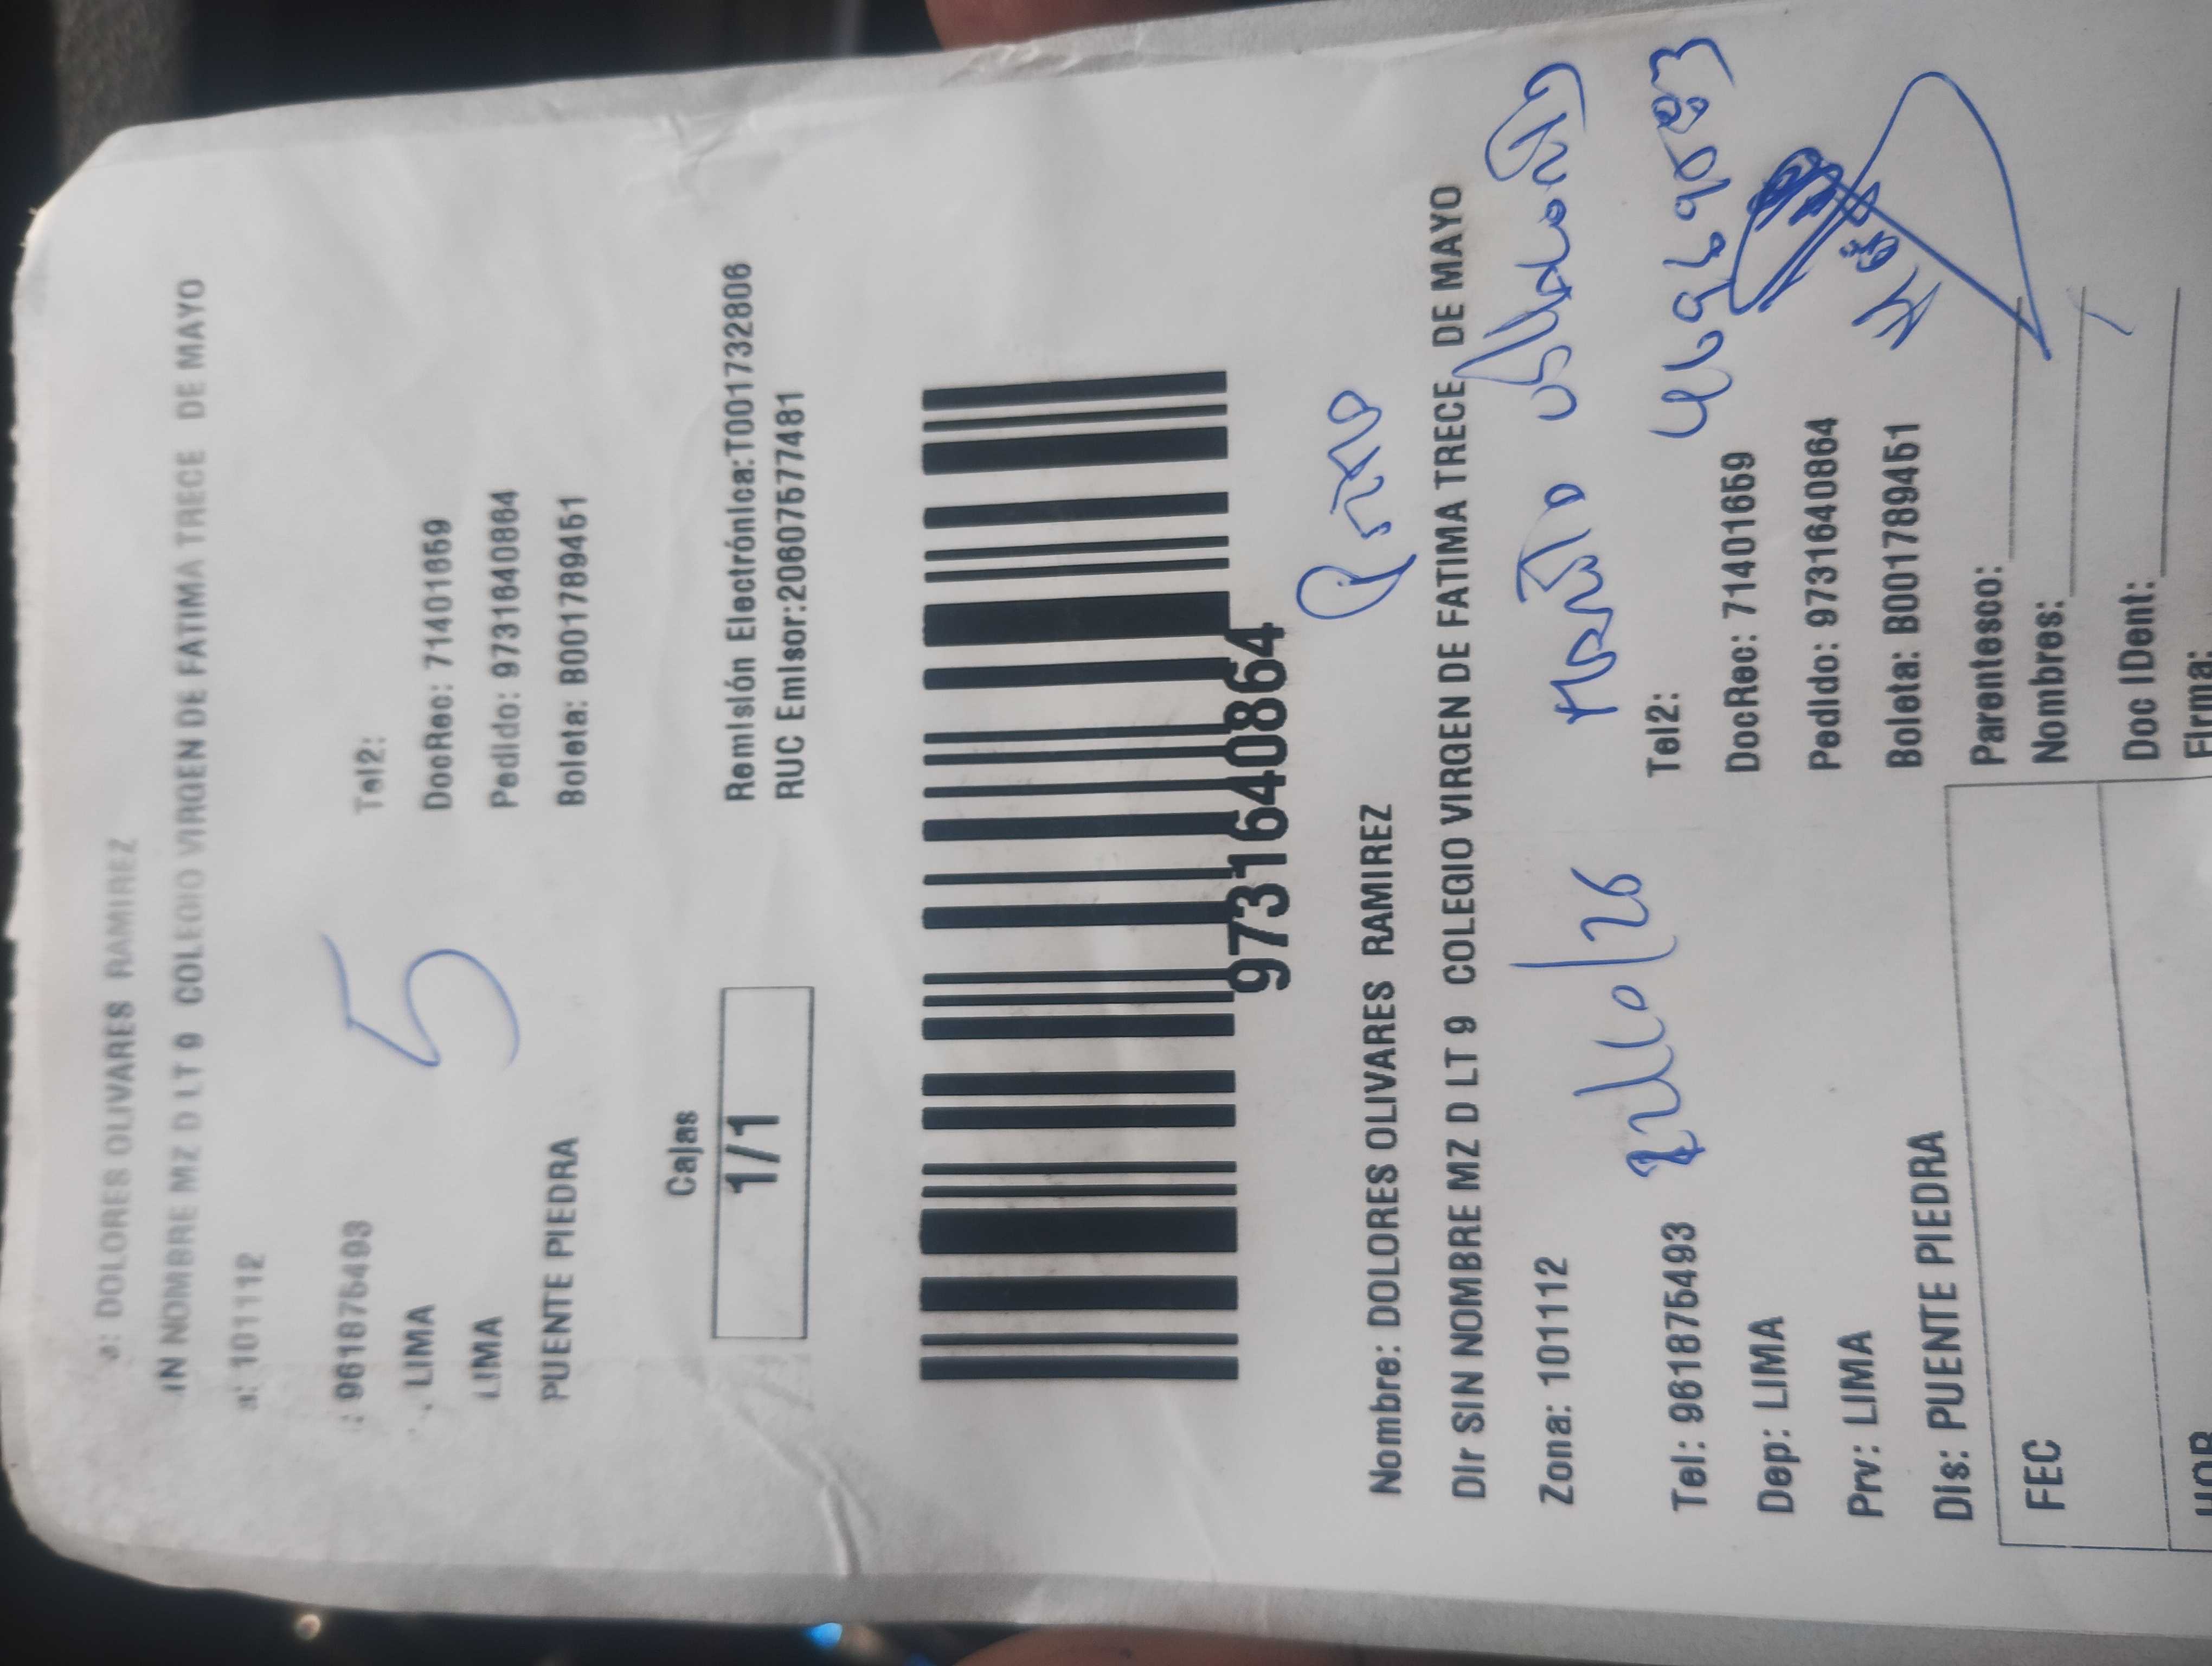 a: DOLORES OLIVARES RAMIREZ
IN NOMBRE MZ D LT 9 COLEGIO VIRGEN DE FATIMA TRECE DE MAYO
a: 101112
: 961875493 Tel2:
: LIMA DocRec: 71401659
LIMA Pedido: 9731640864
PUENTE PIEDRA Boleta: B001789451
5
Cajas
1/1
Remisión Electrónica:T001732806
RUC Emisor:20607577481
9731640864
Nombre: DOLORES OLIVARES RAMIREZ
Dir SIN NOMBRE MZ D LT 9 COLEGIO VIRGEN DE FATIMA TRECE DE MAYO
Zona: 101112
Tel: 961875493 Tel2:
Dep: LIMA DocRec: 71401659
Prv: LIMA Pedido: 9731640864
Dis: PUENTE PIEDRA Boleta: B001789451
Parentesco:
FEC Nombres:
Doc IDent:
HOR Firma: